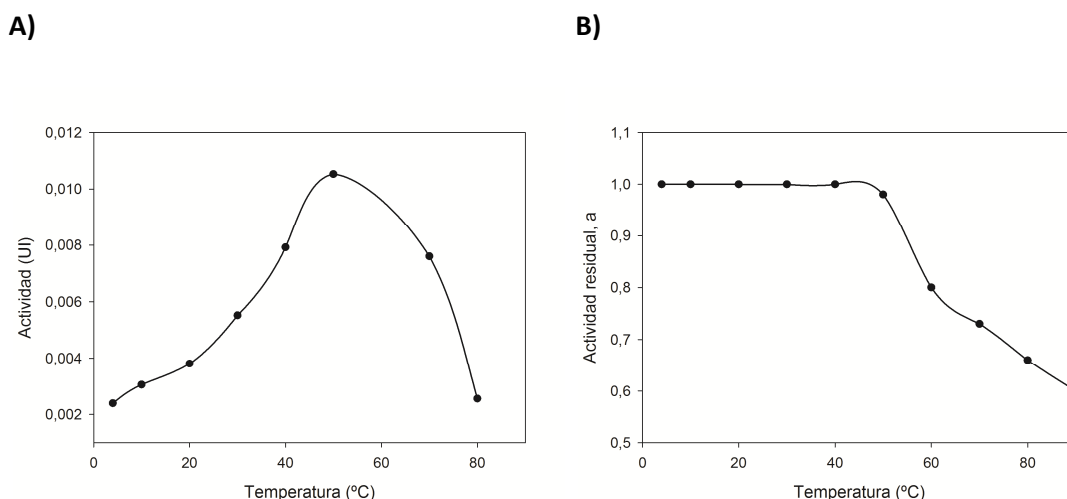 A)
B)
0,012
0,010
0,008
0,006
0,004
0,002
Actividad (UI)
0 20 40 60 80
Temperatura (ºC)
1,1
1,0
0,9
0,8
0,7
0,6
0,5
Actividad residual, a
0 20 40 60 80
Temperatura (ºC)